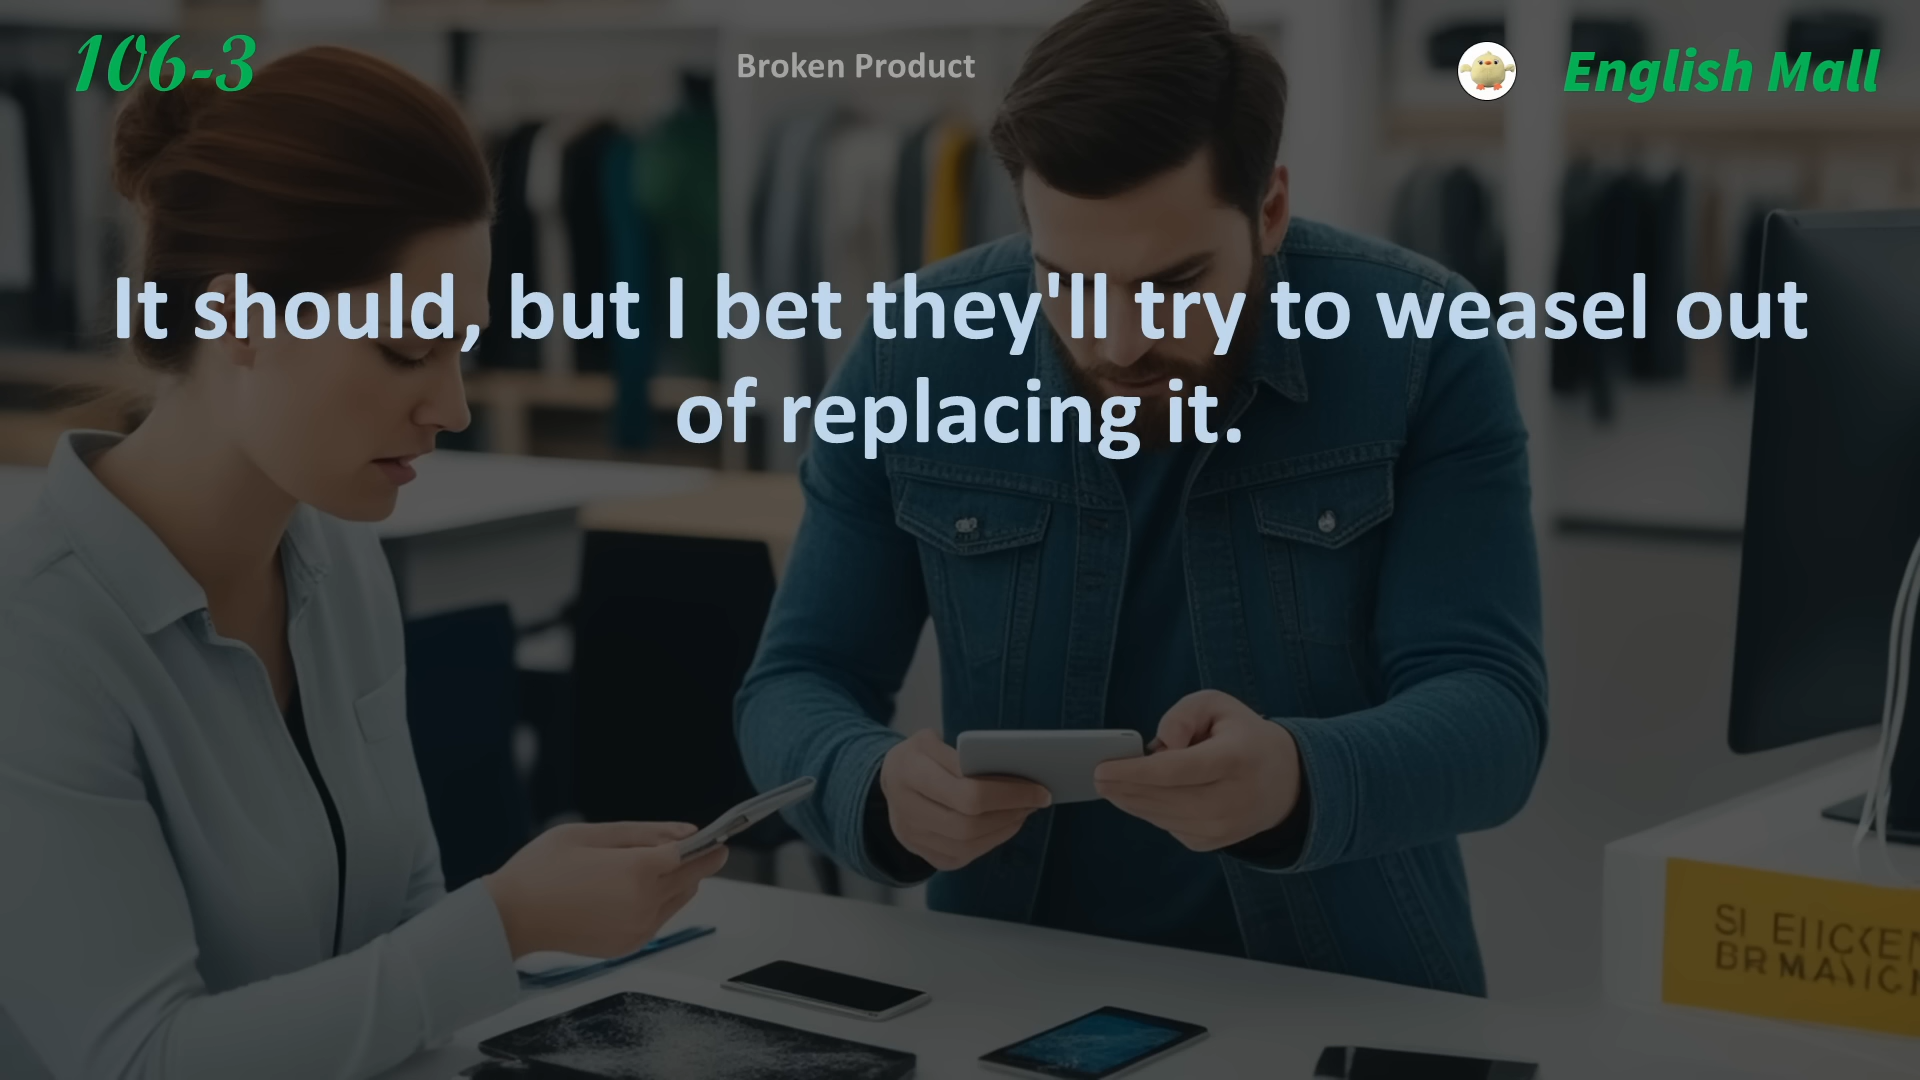 106-3
Broken Product
English Mall
It should, but I bet they'll try to weasel out
of replacing it.